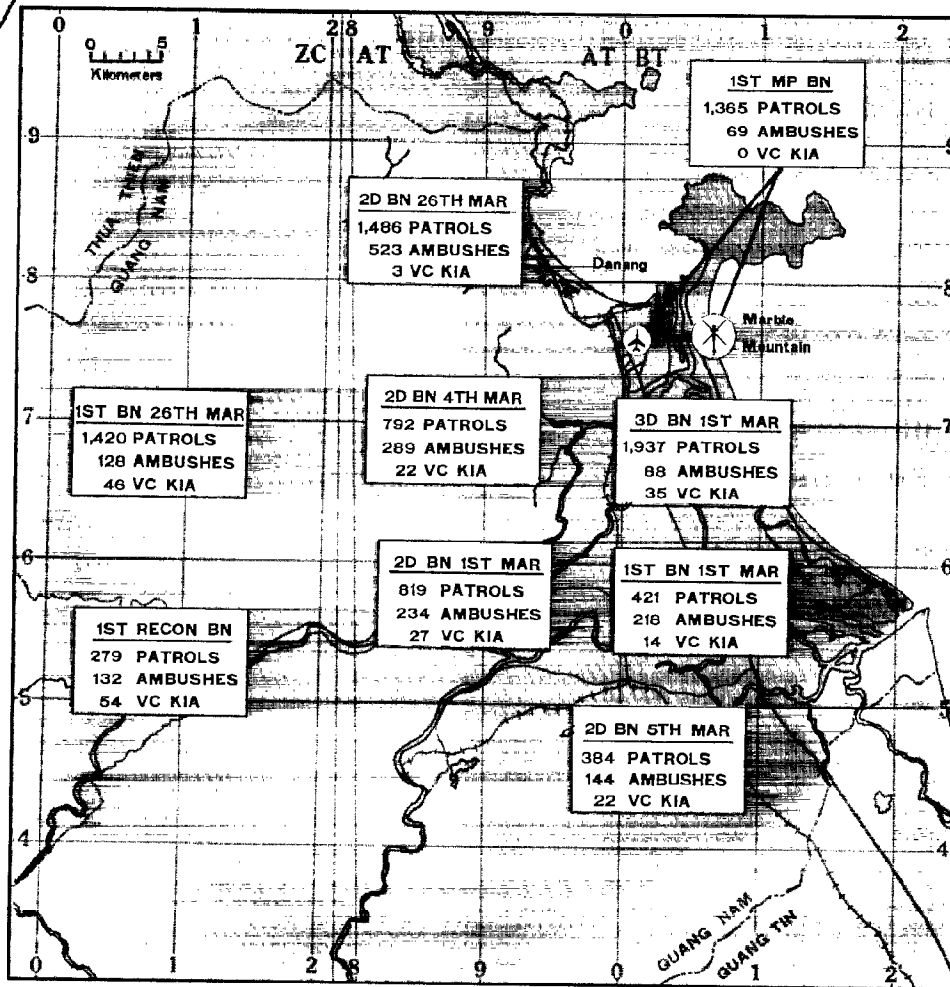 0 1 2 8 9 0 1 2
0 5
Kilometers
ZC AT
AT BT
1ST MP BN
1,365 PATROLS
69 AMBUSHES
0 VC KIA
9
9
THUA THIEN
QUANG NAM
2D BN 26TH MAR
1,486 PATROLS
523 AMBUSHES
3 VC KIA
Danang
8
8
Marble
Mountain
1ST BN 26TH MAR
1,420 PATROLS
128 AMBUSHES
46 VC KIA
2D BN 4TH MAR
792 PATROLS
289 AMBUSHES
22 VC KIA
3D BN 1ST MAR
1,937 PATROLS
88 AMBUSHES
35 VC KIA
7
7
6
6
2D BN 1ST MAR
819 PATROLS
234 AMBUSHES
27 VC KIA
1ST BN 1ST MAR
421 PATROLS
218 AMBUSHES
14 VC KIA
1ST RECON BN
279 PATROLS
132 AMBUSHES
54 VC KIA
5
5
2D BN 5TH MAR
384 PATROLS
144 AMBUSHES
22 VC KIA
4
4
QUANG NAM
QUANG TIN
0 1 2 8 9 0 1 2